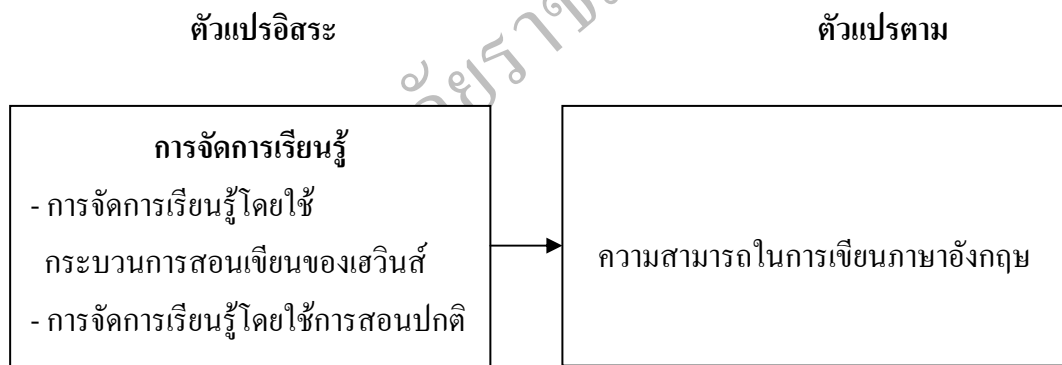 ตัวแปรอิสระ
ตัวแปรตาม
การจัดการเรียนรู้
- การจัดการเรียนรู้โดยใช้
กระบวนการสอนเขียนของเฮวินส์
- การจัดการเรียนรู้โดยใช้การสอนปกติ
ความสามารถในการเขียนภาษาอังกฤษ